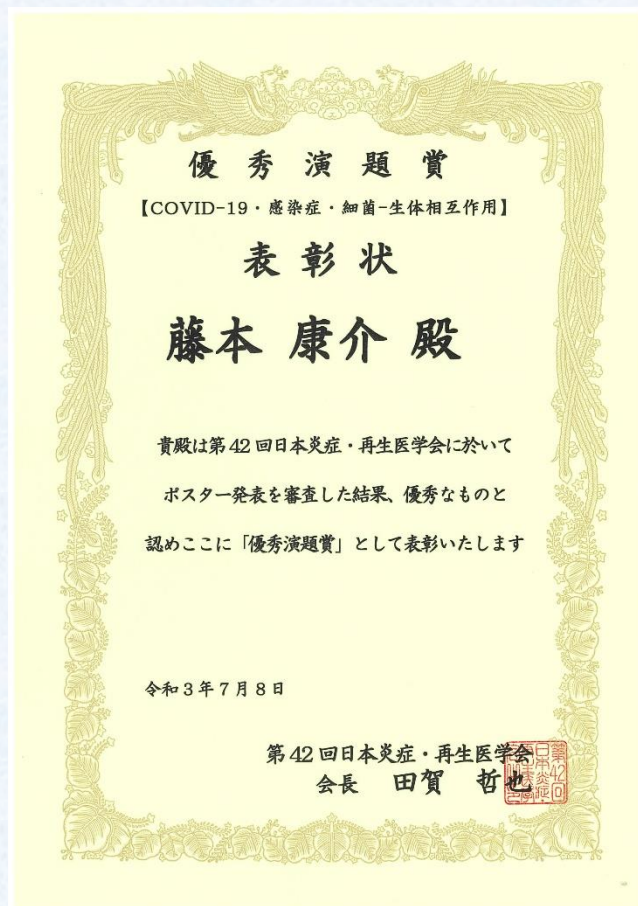 優秀演題賞
【COVID-19・感染症・細菌-生体相互作用】
表彰状
藤本 康介 殿
貴殿は第42回日本炎症・再生医学会に於いて
ポスター発表を審査した結果、優秀なものと
認めここに「優秀演題賞」として表彰いたします
令和3年7月8日
第42回日本炎症・再生医学会
会長 田賀 哲也